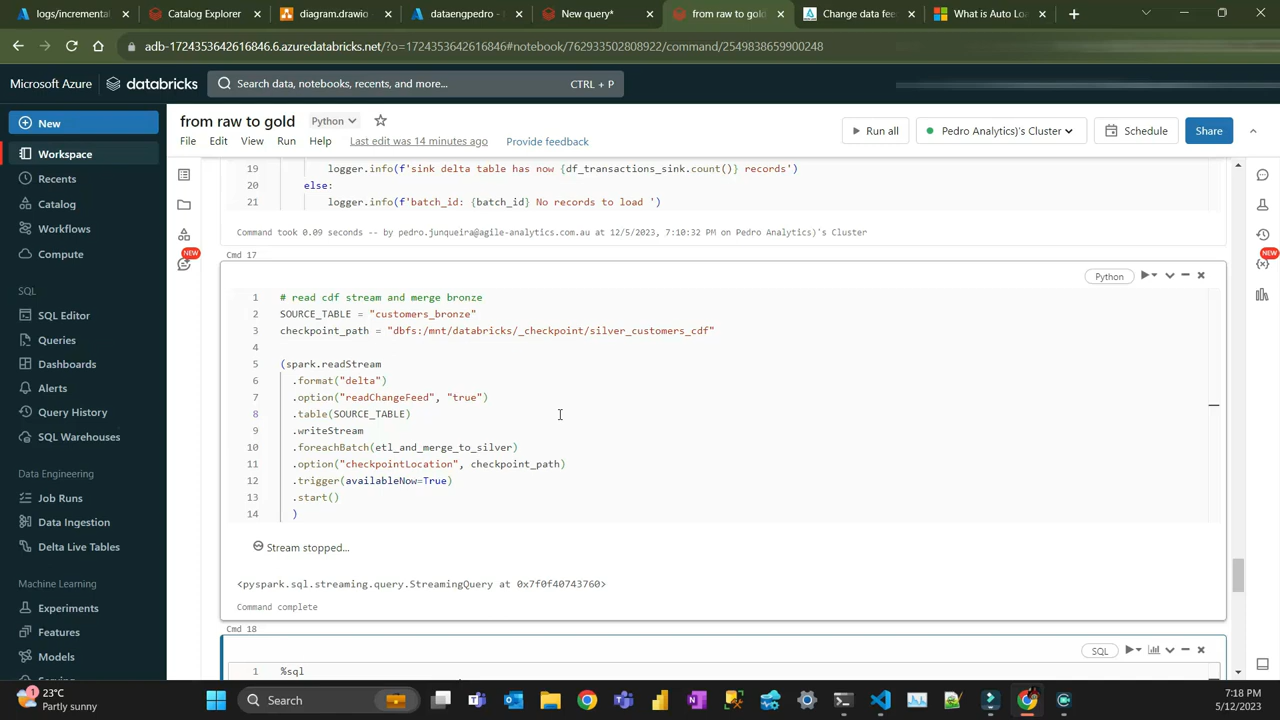 logs/incremental
Catalog Explorer
diagram.drawio
dataengpedro
New query*
from raw to gold
Change data fee
What is Auto Loa
adb-1724353642616846.6.azuredatabricks.net/?o=1724353642616846#notebook/762933502808922/command/2549838659900248
Microsoft Azure databricks Search data, notebooks, recents, and more... CTRL + P
New
Workspace
Recents
Catalog
Workflows
Compute
SQL
SQL Editor
Queries
Dashboards
Alerts
Query History
SQL Warehouses
Data Engineering
Job Runs
Data Ingestion
Delta Live Tables
Machine Learning
Experiments
Features
Models
from raw to gold Python
File Edit View Run Help Last edit was 14 minutes ago Provide feedback
Run all Pedro Analytics)'s Cluster Schedule Share
NEW
NEW
19 logger.info(f'sink delta table has now {df_transactions_sink.count()} records')
20 else:
21 logger.info(f'batch_id: {batch_id} No records to load ')
Command took 0.09 seconds -- by pedro.junqueira@agile-analytics.com.au at 12/5/2023, 7:10:32 PM on Pedro Analytics)'s Cluster
Cmd 17
Python
1 # read cdf stream and merge bronze
2 SOURCE_TABLE = "customers_bronze"
3 checkpoint_path = "dbfs:/mnt/databricks/_checkpoint/silver_customers_cdf"
4
5 (spark.readStream
6 .format("delta")
7 .option("readChangeFeed", "true")
8 .table(SOURCE_TABLE)
9 .writeStream
10 .foreachBatch(etl_and_merge_to_silver)
11 .option("checkpointLocation", checkpoint_path)
12 .trigger(availableNow=True)
13 .start()
14 )
Stream stopped...
<pyspark.sql.streaming.query.StreamingQuery at 0x7f0f40743760>
Command complete
Cmd 18
SQL
1 %sql
1
23°C
Partly sunny
Search
7:18 PM
5/12/2023